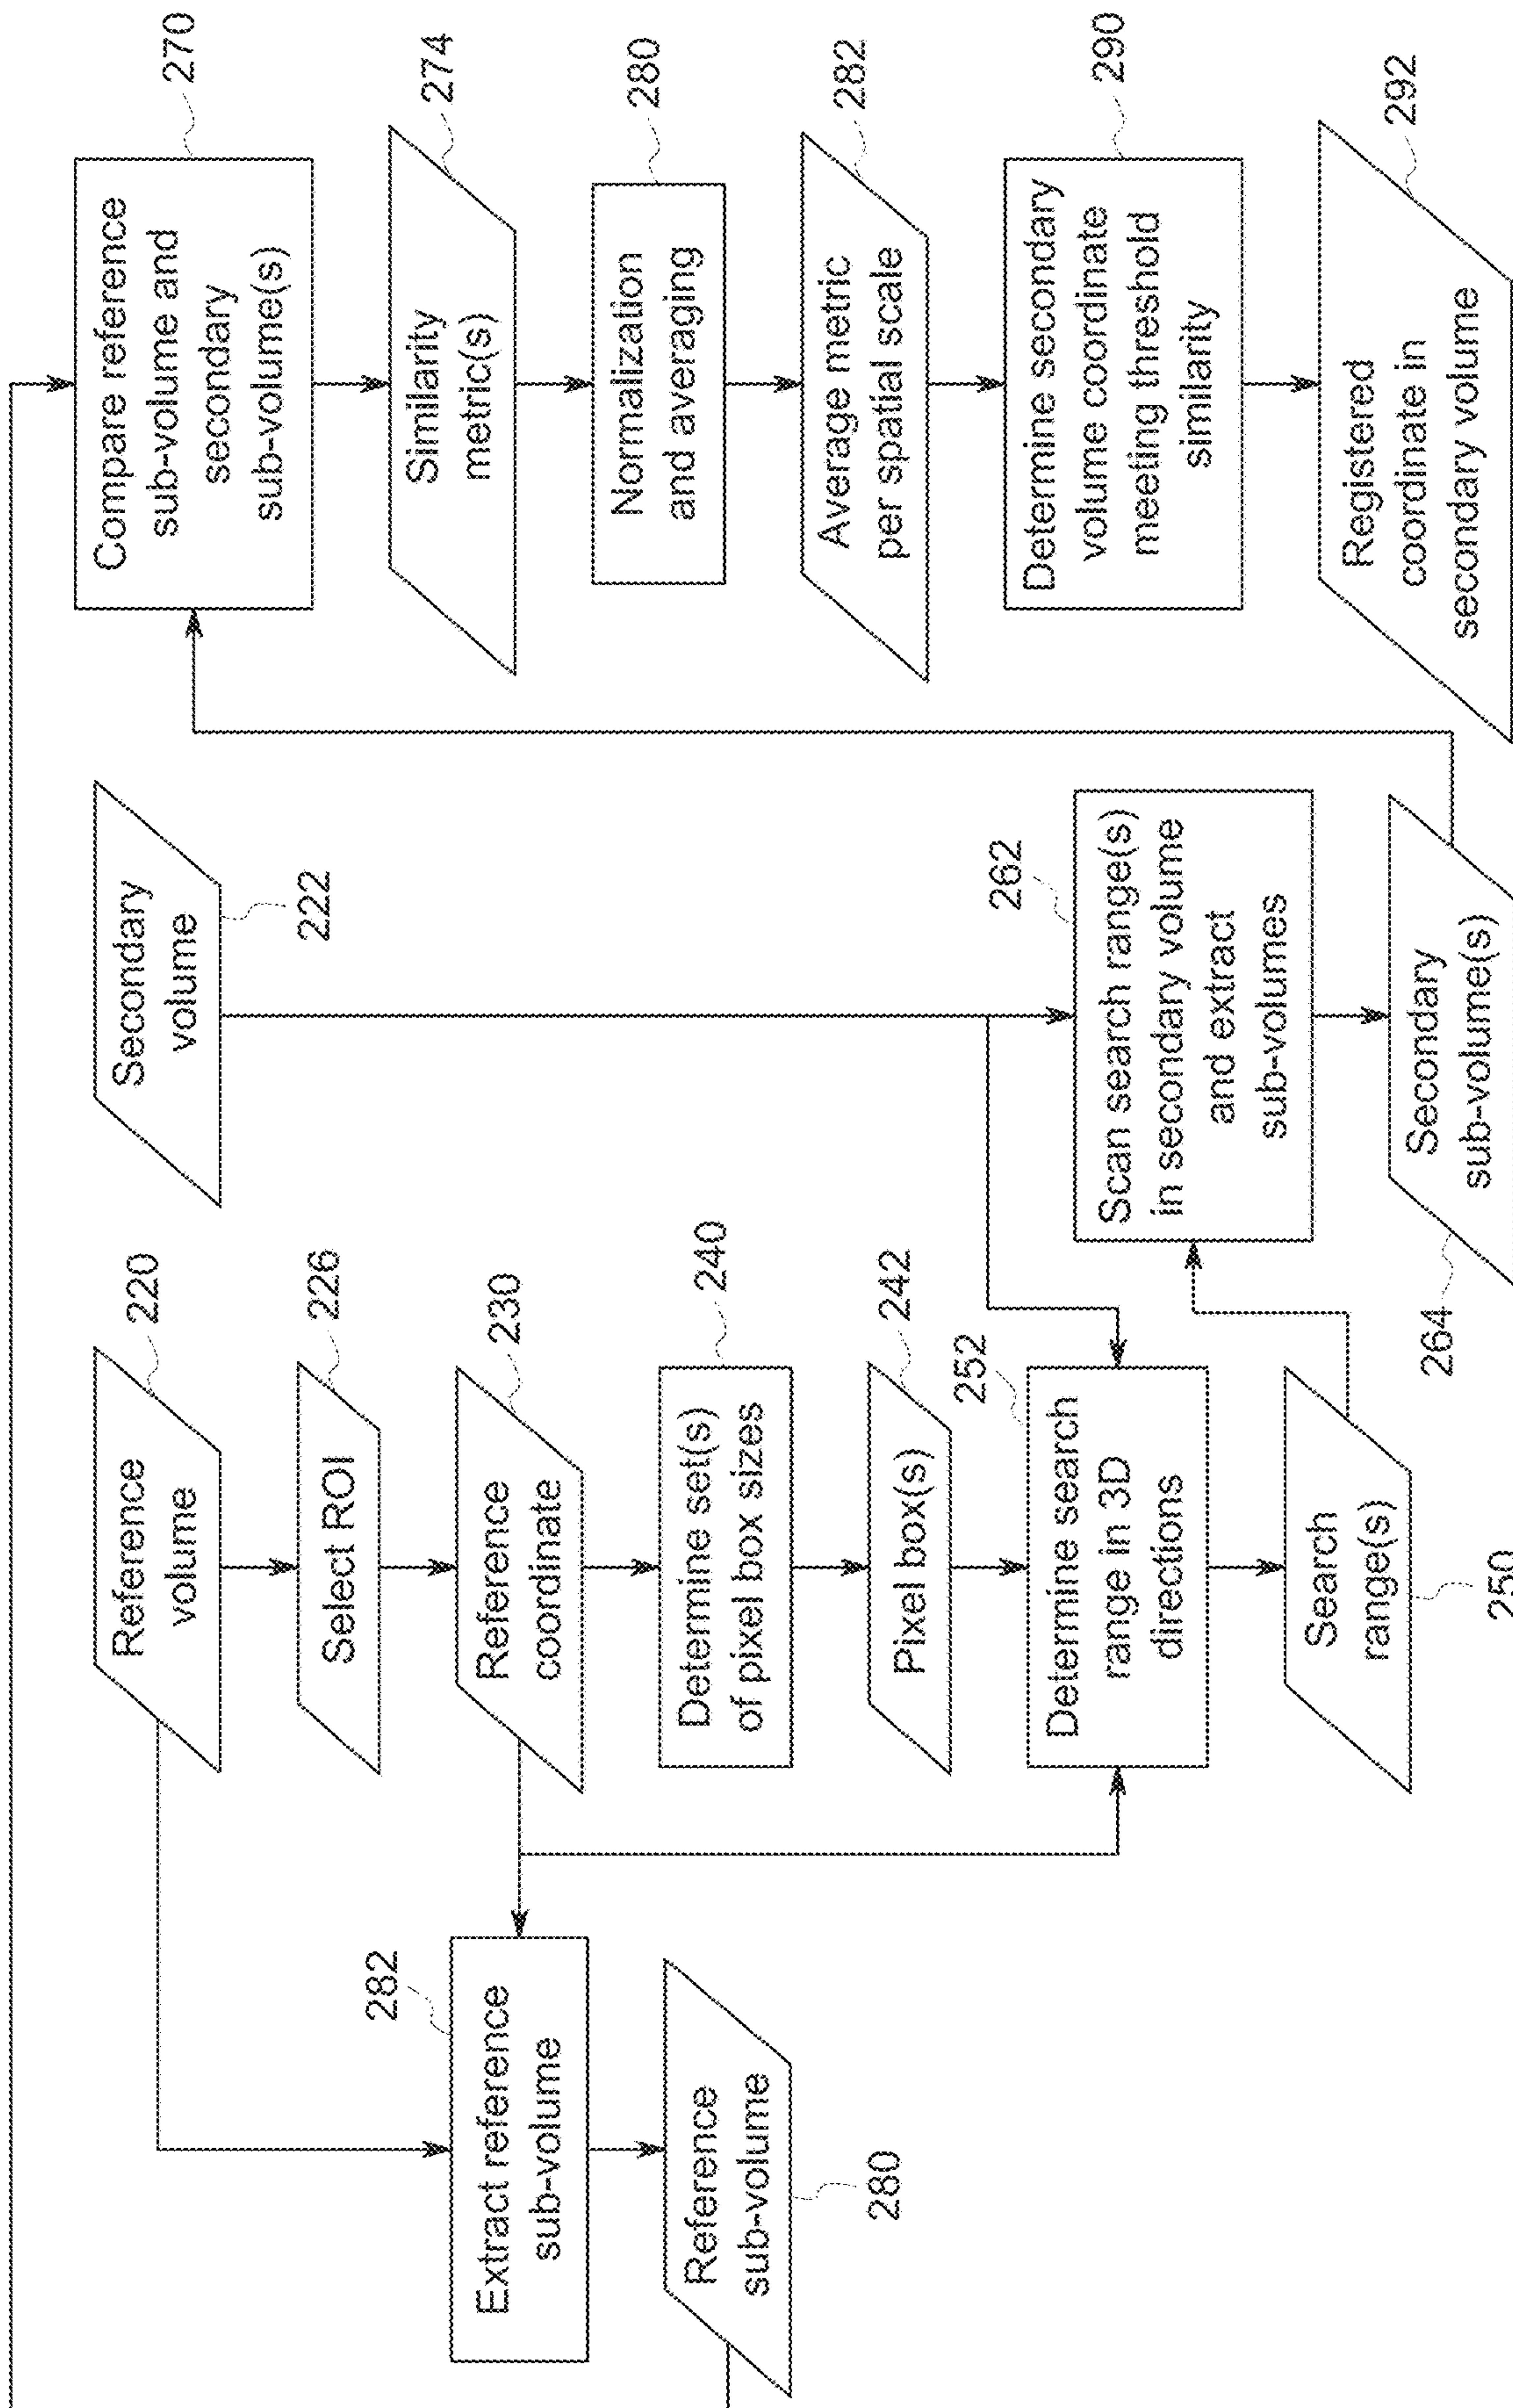 282
Extract reference
sub-volume
Reference
sub-volume
280
Reference
volume
220
Select ROI
226
Reference
coordinate
230
Determine set(s)
of pixel box sizes
240
Pixel box(s)
242
252
Determine search
range in 3D
directions
Search
range(s)
250
Secondary
volume
222
262
Scan search range(s)
in secondary volume
and extract
sub-volumes
Secondary
sub-volume(s)
264
Compare reference
sub-volume and
secondary
sub-volume(s)
270
Similarity
metric(s)
274
Normalization
and averaging
280
Average metric
per spatial scale
282
Determine secondary
volume coordinate
meeting threshold
similarity
290
Registered
coordinate in
secondary volume
292